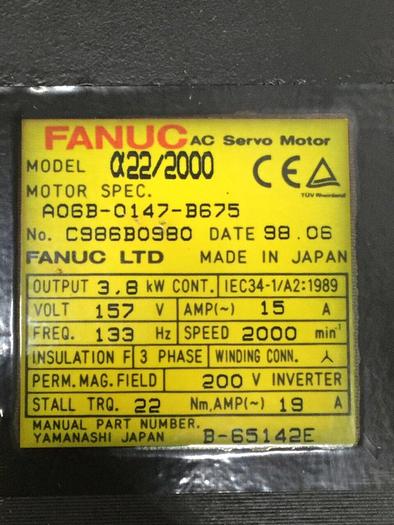 FANUC AC Servo Motor
MODEL α22/2000 CE
TÜV Rheinland
MOTOR SPEC.
A06B-0147-B675
No. C986B0980 DATE 98.06
FANUC LTD MADE IN JAPAN
OUTPUT 3.8 kW CONT. IEC34-1/A2:1989
VOLT 157 V AMP(~) 15 A
FREQ. 133 Hz SPEED 2000 min⁻¹
INSULATION F 3 PHASE WINDING CONN. ⅄
PERM.MAG.FIELD 200 V INVERTER
STALL TRQ. 22 Nm,AMP(~) 19 A
MANUAL PART NUMBER.
YAMANASHI JAPAN B-65142E